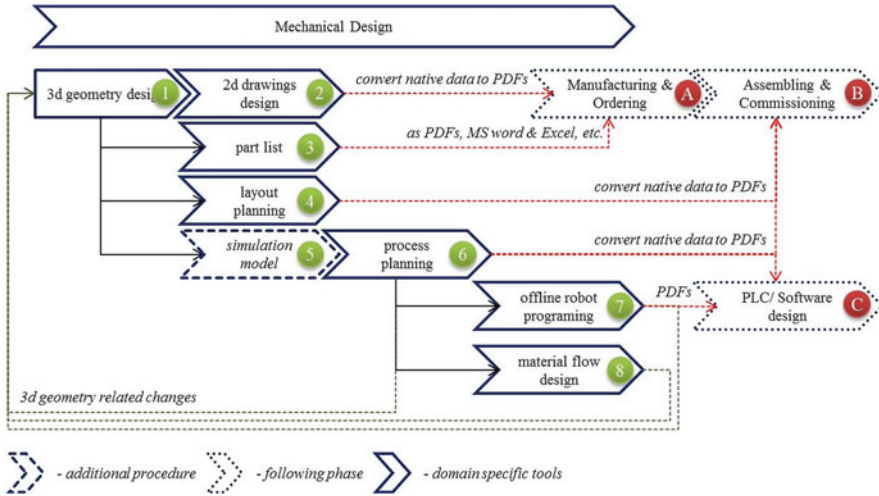 Mechanical Design
3d geometry desig 1
2d drawings design 2
convert native data to PDFs
Manufacturing & Ordering A
Assembling & Commissioning B
part list 3
as PDFs, MS word & Excel, etc.
layout planning 4
convert native data to PDFs
simulation model 5
process planning 6
convert native data to PDFs
offline robot programing 7
PDFs
PLC/ Software design C
material flow design 8
3d geometry related changes
- additional procedure
- following phase
- domain specific tools